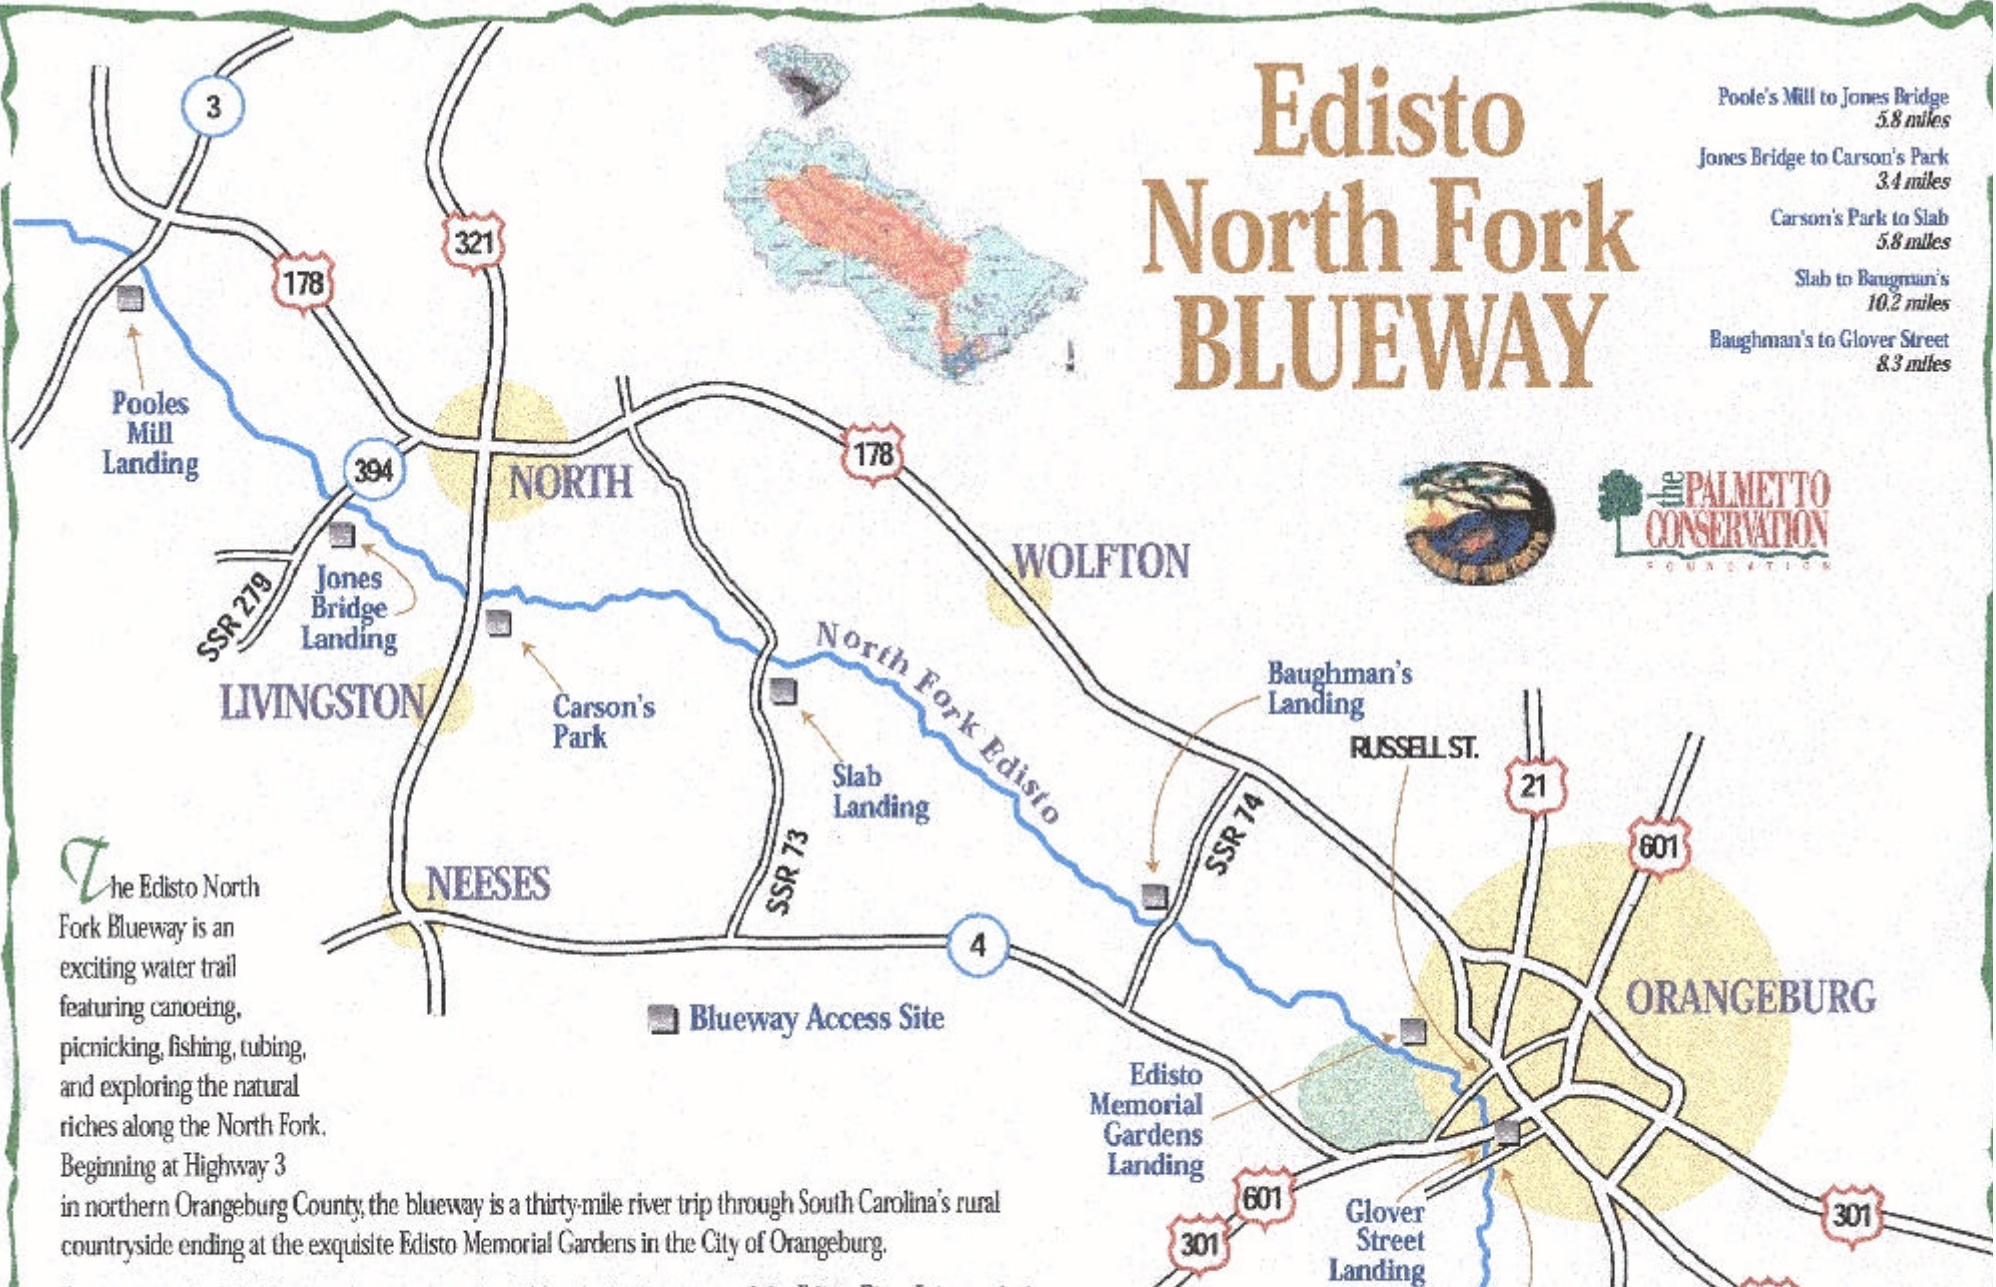 Edisto
North Fork
BLUEWAY
Poole's Mill to Jones Bridge
5.8 miles
Jones Bridge to Carson's Park
3.4 miles
Carson's Park to Slab
5.8 miles
Slab to Baugman's
10.2 miles
Baughman's to Glover Street
8.3 miles
the PALMETTO
CONSERVATION
FOUNDATION
3
321
178
Pooles
Mill
Landing
394
NORTH
178
WOLFTON
Jones
Bridge
Landing
SSR 279
LIVINGSTON
Carson's
Park
North Fork Edisto
Slab
Landing
Baughman's
Landing
RUSSELL ST.
21
601
SSR 74
SSR 73
NEESES
4
ORANGEBURG
Blueway Access Site
Edisto
Memorial
Gardens
Landing
601
301
Glover
Street
Landing
301
The Edisto North
Fork Blueway is an
exciting water trail
featuring canoeing,
picnicking, fishing, tubing,
and exploring the natural
riches along the North Fork.
Beginning at Highway 3
in northern Orangeburg County, the blueway is a thirty-mile river trip through South Carolina's rural
countryside ending at the exquisite Edisto Memorial Gardens in the City of Orangeburg.